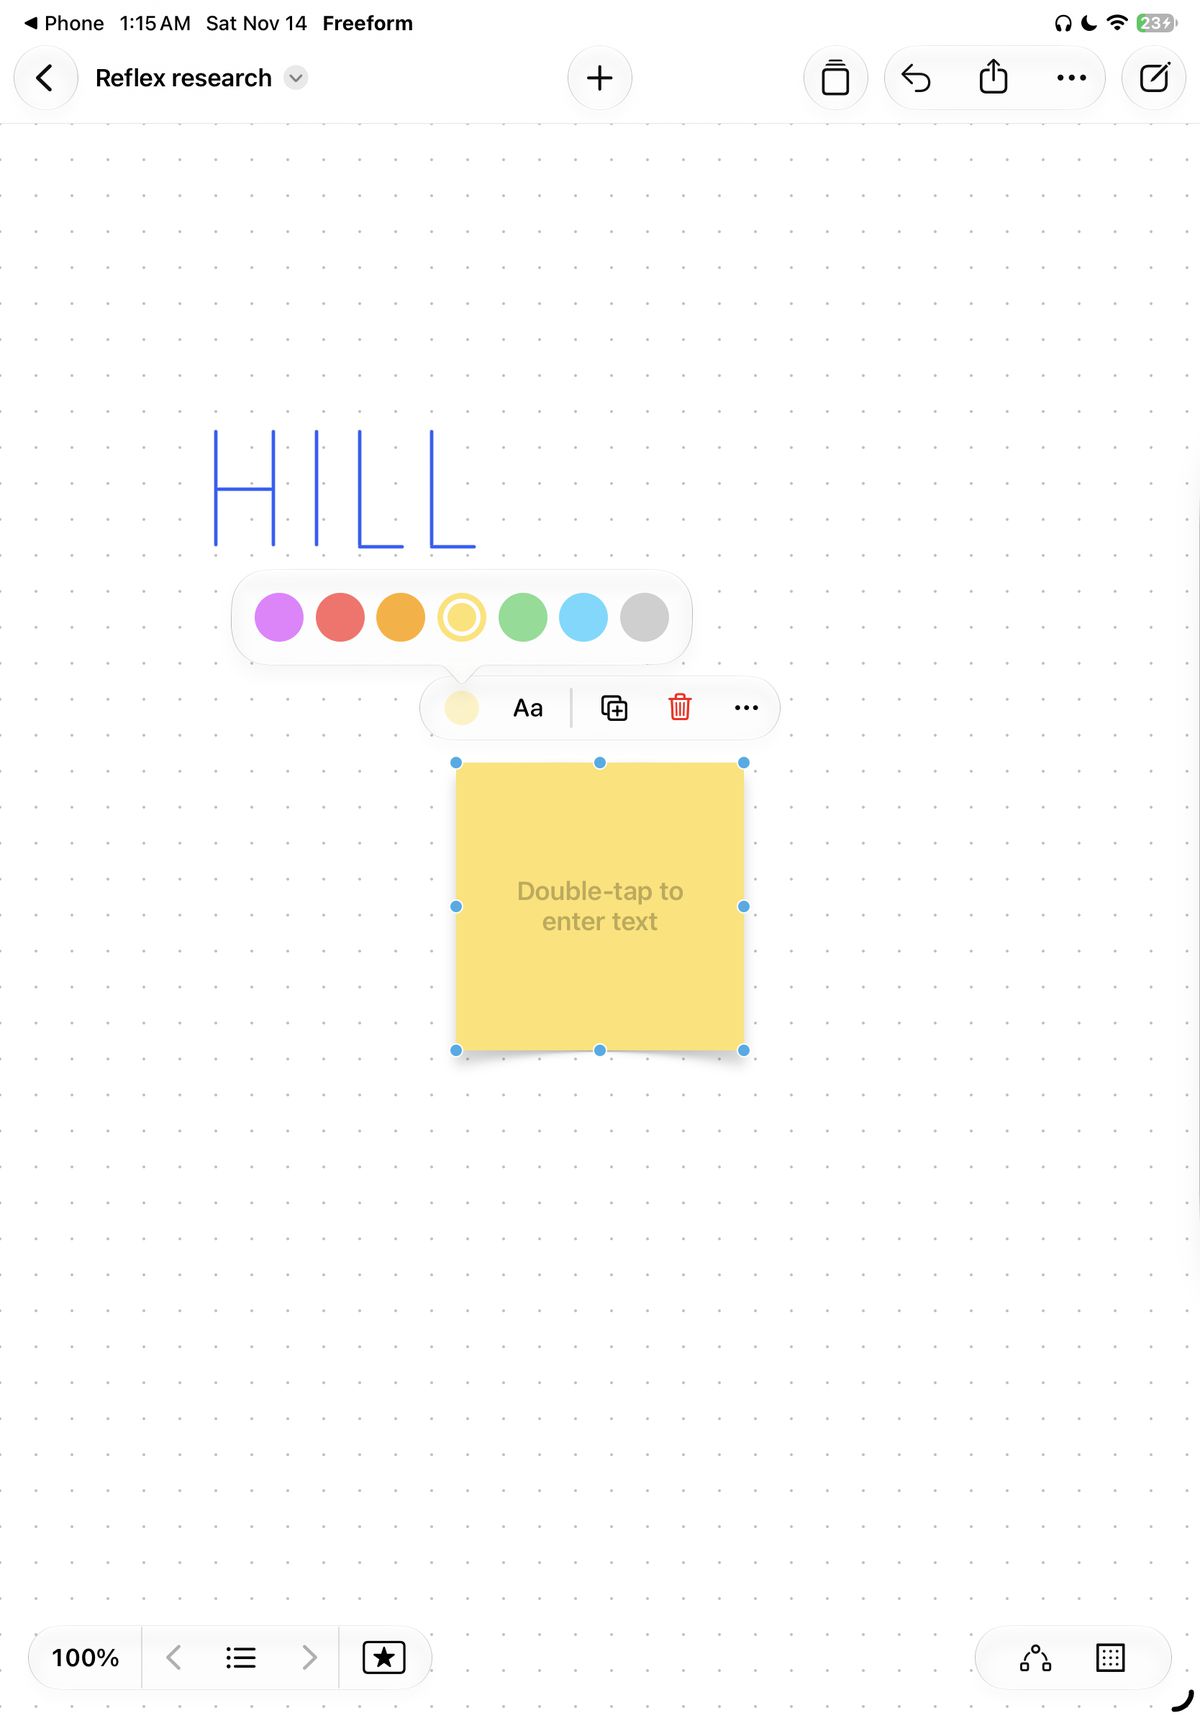 Phone 1:15 AM Sat Nov 14 Freeform 23
Reflex research
HILL
Aa
Double-tap to
enter text
100%